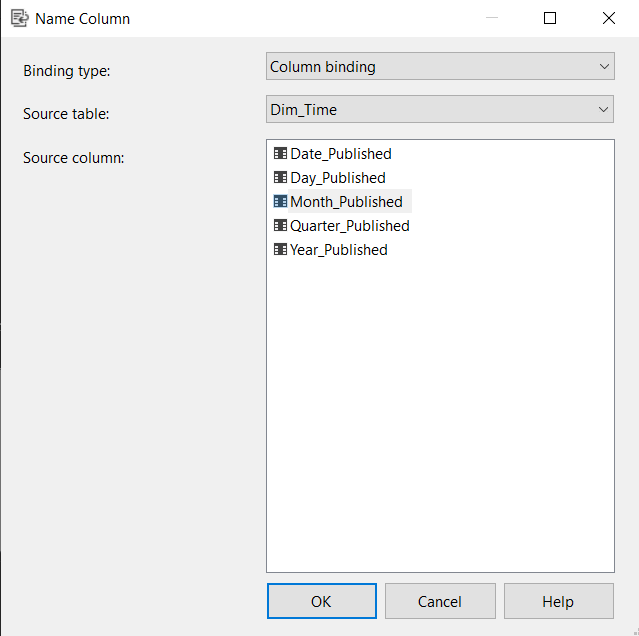 Name Column
Binding type:
Column binding
Source table:
Dim_Time
Source column:
Date_Published
Day_Published
Month_Published
Quarter_Published
Year_Published
OK
Cancel
Help